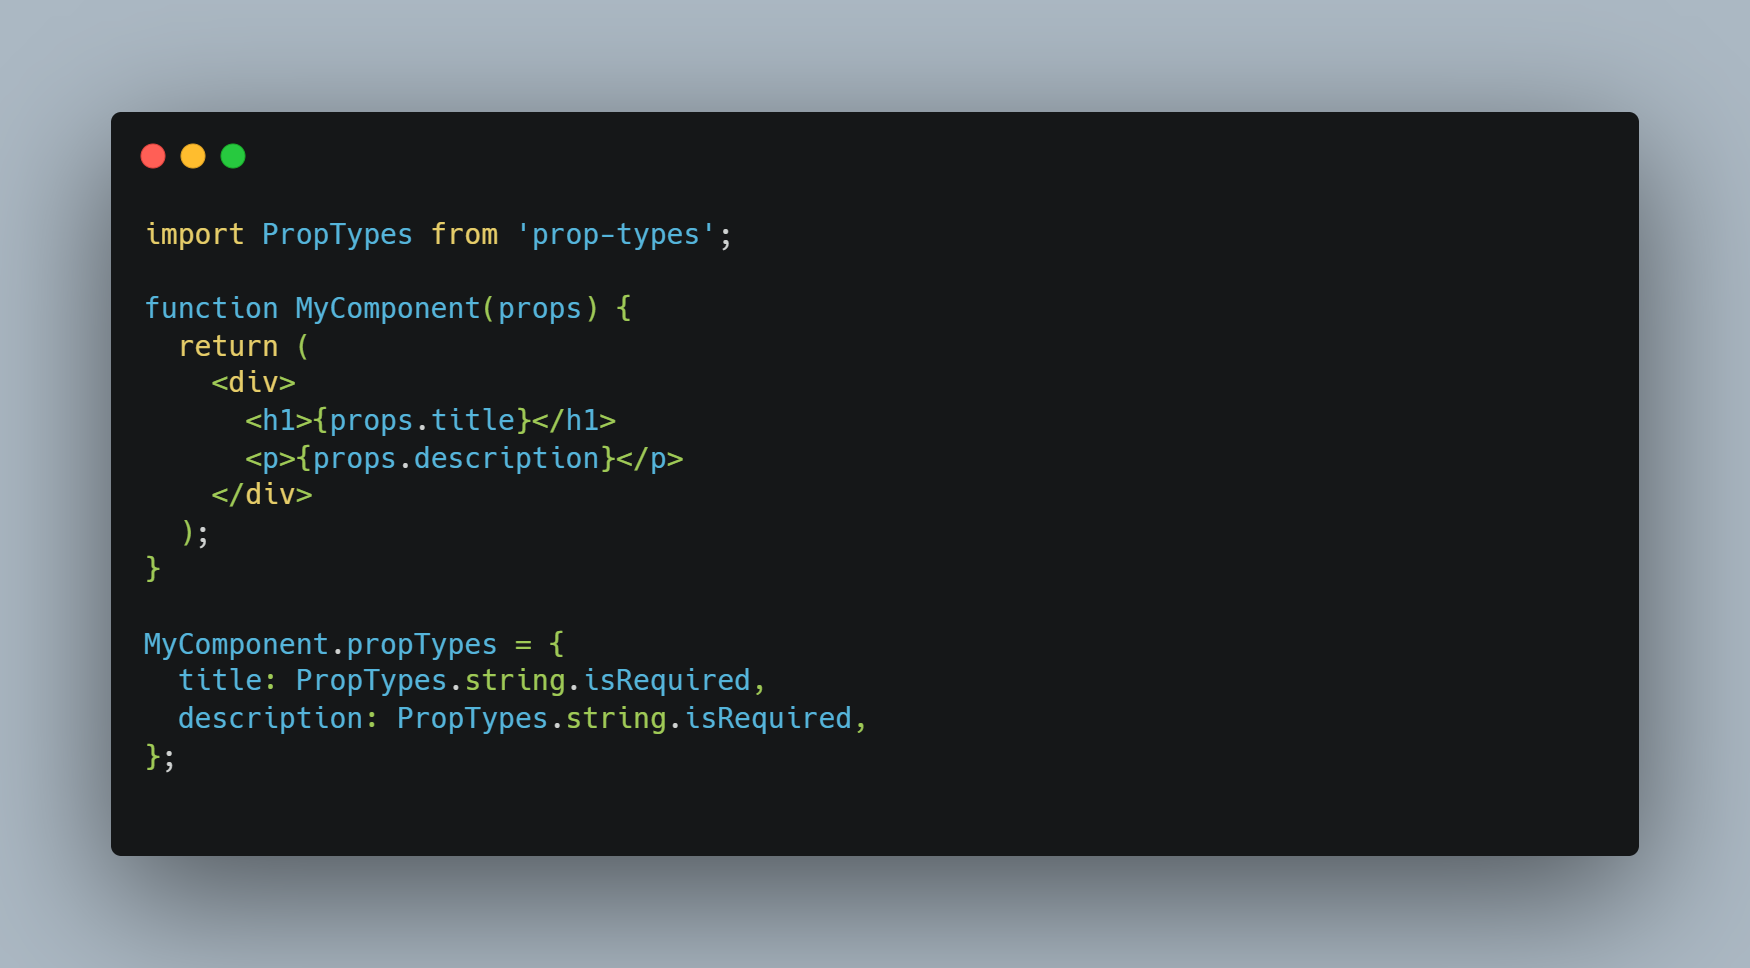 import PropTypes from 'prop-types';

function MyComponent(props) {
  return (
    <div>
      <h1>{props.title}</h1>
      <p>{props.description}</p>
    </div>
  );
}

MyComponent.propTypes = {
  title: PropTypes.string.isRequired,
  description: PropTypes.string.isRequired,
};